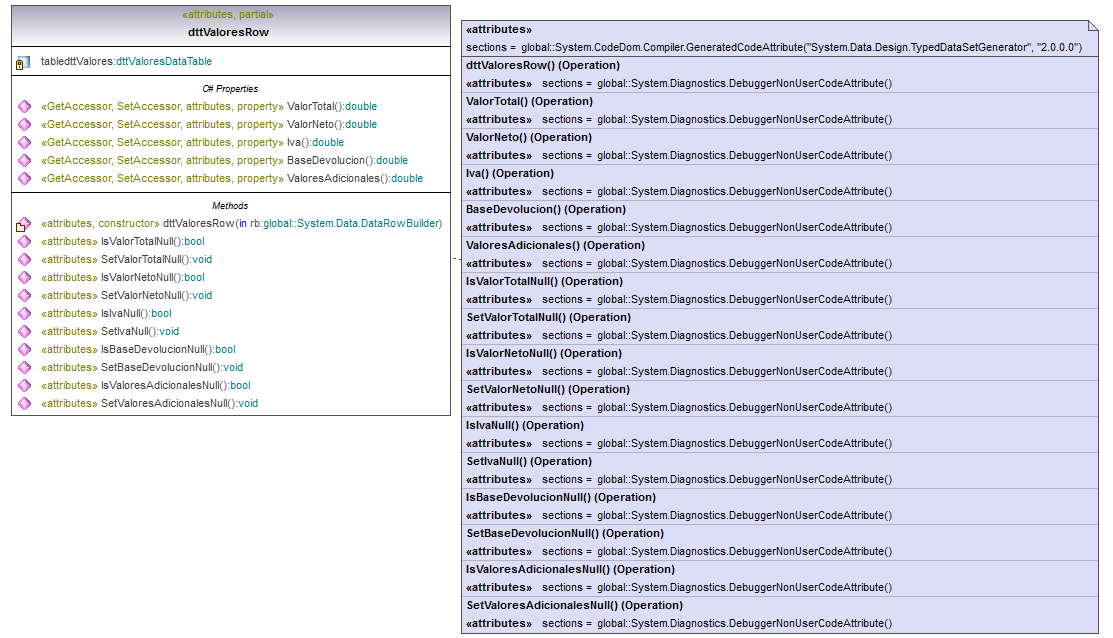 «attributes, partial»
dttValoresRow
tabledttValores:dttValoresDataTable
C# Properties
«GetAccessor, SetAccessor, attributes, property» ValorTotal():double
«GetAccessor, SetAccessor, attributes, property» ValorNeto():double
«GetAccessor, SetAccessor, attributes, property» Iva():double
«GetAccessor, SetAccessor, attributes, property» BaseDevolucion():double
«GetAccessor, SetAccessor, attributes, property» ValoresAdicionales():double
Methods
«attributes, constructor» dttValoresRow(in rb:global::System.Data.DataRowBuilder)
«attributes» IsValorTotalNull():bool
«attributes» SetValorTotalNull():void
«attributes» IsValorNetoNull():bool
«attributes» SetValorNetoNull():void
«attributes» IsIvaNull():bool
«attributes» SetIvaNull():void
«attributes» IsBaseDevolucionNull():bool
«attributes» SetBaseDevolucionNull():void
«attributes» IsValoresAdicionalesNull():bool
«attributes» SetValoresAdicionalesNull():void
«attributes»
sections = global::System.CodeDom.Compiler.GeneratedCodeAttribute("System.Data.Design.TypedDataSetGenerator", "2.0.0.0")
dttValoresRow() (Operation)
«attributes» sections = global::System.Diagnostics.DebuggerNonUserCodeAttribute()
ValorTotal() (Operation)
«attributes» sections = global::System.Diagnostics.DebuggerNonUserCodeAttribute()
ValorNeto() (Operation)
«attributes» sections = global::System.Diagnostics.DebuggerNonUserCodeAttribute()
Iva() (Operation)
«attributes» sections = global::System.Diagnostics.DebuggerNonUserCodeAttribute()
BaseDevolucion() (Operation)
«attributes» sections = global::System.Diagnostics.DebuggerNonUserCodeAttribute()
ValoresAdicionales() (Operation)
«attributes» sections = global::System.Diagnostics.DebuggerNonUserCodeAttribute()
IsValorTotalNull() (Operation)
«attributes» sections = global::System.Diagnostics.DebuggerNonUserCodeAttribute()
SetValorTotalNull() (Operation)
«attributes» sections = global::System.Diagnostics.DebuggerNonUserCodeAttribute()
IsValorNetoNull() (Operation)
«attributes» sections = global::System.Diagnostics.DebuggerNonUserCodeAttribute()
SetValorNetoNull() (Operation)
«attributes» sections = global::System.Diagnostics.DebuggerNonUserCodeAttribute()
IsIvaNull() (Operation)
«attributes» sections = global::System.Diagnostics.DebuggerNonUserCodeAttribute()
SetIvaNull() (Operation)
«attributes» sections = global::System.Diagnostics.DebuggerNonUserCodeAttribute()
IsBaseDevolucionNull() (Operation)
«attributes» sections = global::System.Diagnostics.DebuggerNonUserCodeAttribute()
SetBaseDevolucionNull() (Operation)
«attributes» sections = global::System.Diagnostics.DebuggerNonUserCodeAttribute()
IsValoresAdicionalesNull() (Operation)
«attributes» sections = global::System.Diagnostics.DebuggerNonUserCodeAttribute()
SetValoresAdicionalesNull() (Operation)
«attributes» sections = global::System.Diagnostics.DebuggerNonUserCodeAttribute()